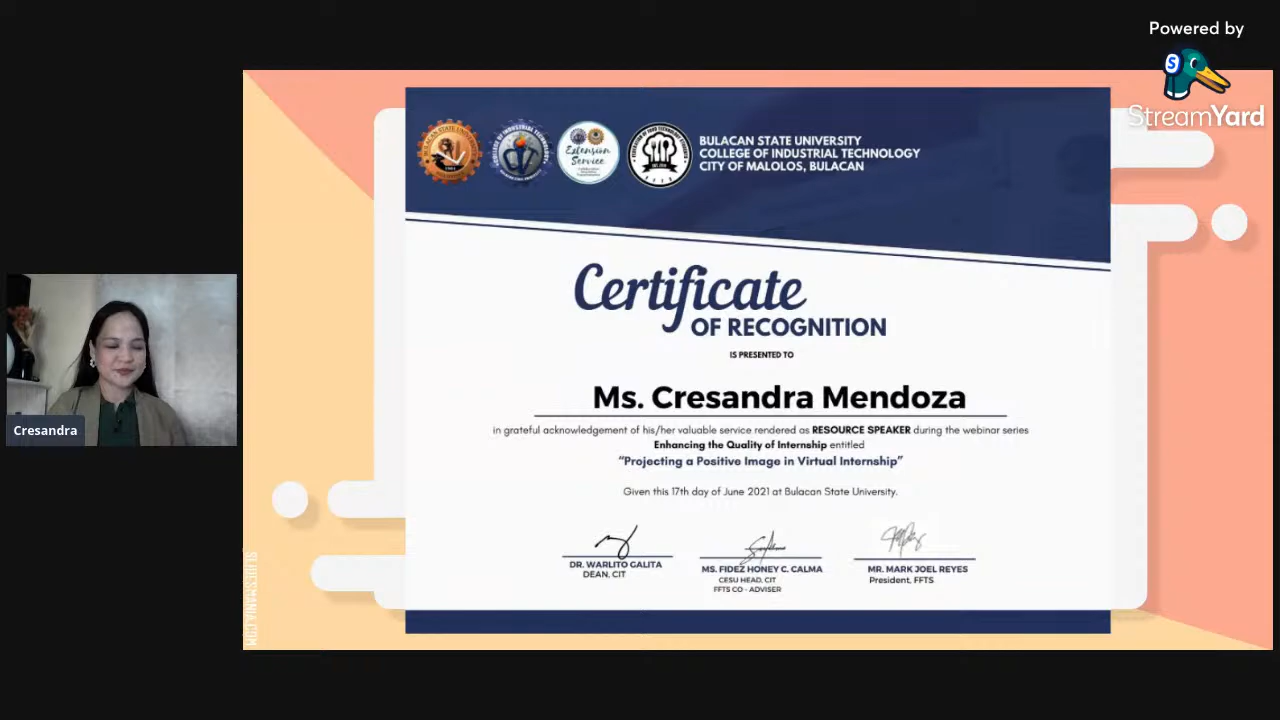 Powered by
StreamYard
BULACAN STATE UNIVERSITY
COLLEGE OF INDUSTRIAL TECHNOLOGY
CITY OF MALOLOS, BULACAN
Extension
Service
Certificate
OF RECOGNITION
IS PRESENTED TO
Ms. Cresandra Mendoza
in grateful acknowledgement of his/her valuable service rendered as RESOURCE SPEAKER during the webinar series
Enhancing the Quality of Internship entitled
“Projecting a Positive Image in Virtual Internship”
Given this 17th day of June 2021 at Bulacan State University.
DR. WARLITO GALITA
DEAN, CIT
MS. FIDEZ HONEY C. CALMA
CESU HEAD, CIT
FFTS CO - ADVISER
MR. MARK JOEL REYES
President, FFTS
Cresandra
SLIDESMANIA.COM